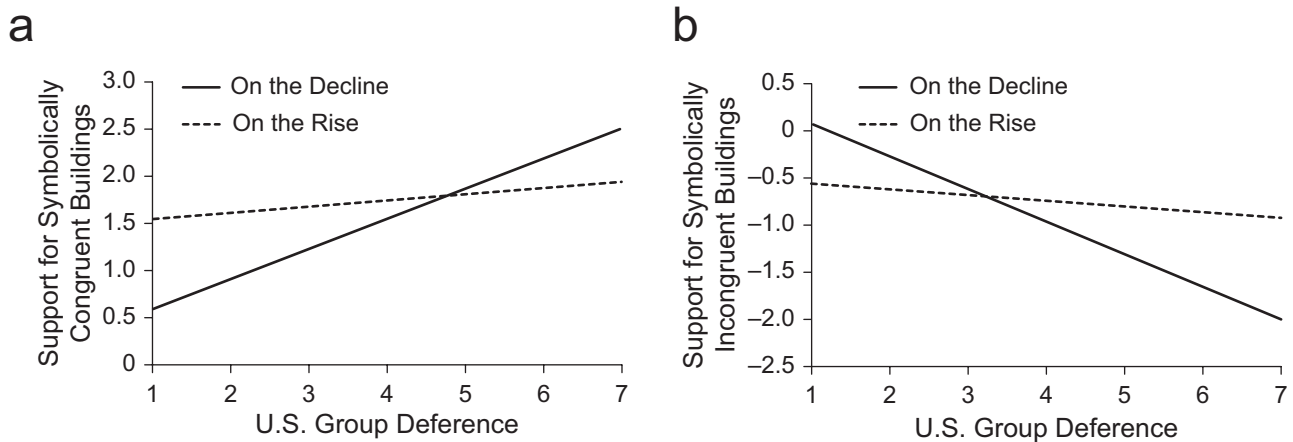 a
Support for Symbolically
Congruent Buildings
3.0
2.5
2.0
1.5
1.0
0.5
0
On the Decline
On the Rise
1 2 3 4 5 6 7
U.S. Group Deference
b
Support for Symbolically
Incongruent Buildings
0.5
0
–0.5
–1.0
–1.5
–2.0
–2.5
On the Decline
On the Rise
1 2 3 4 5 6 7
U.S. Group Deference